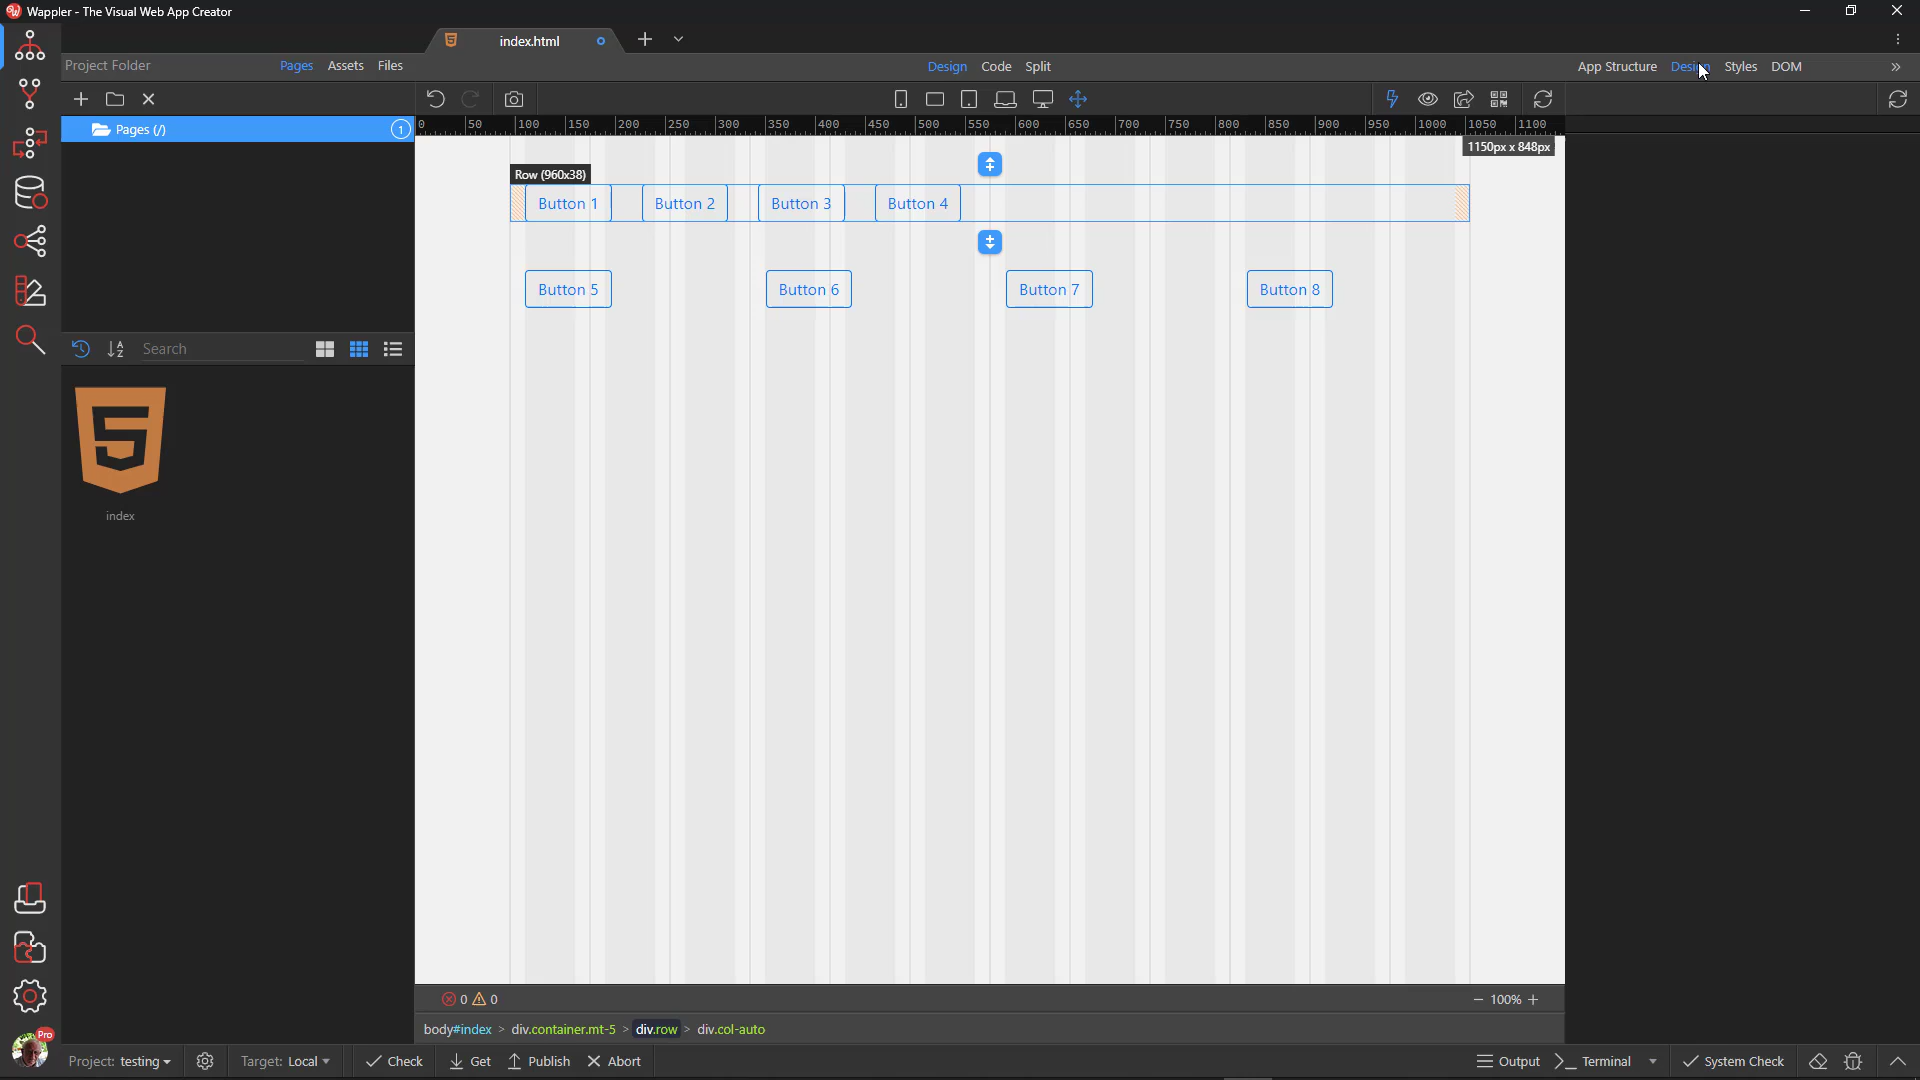 Wappler - The Visual Web App Creator
index.html
Project Folder
Pages Assets Files
Design Code Split
App Structure Design Styles DOM
Pages (/)
1
0 50 100 150 200 250 300 350 400 450 500 550 600 650 700 750 800 850 900 950 1000 1050 1100
1150px x 848px
Row (960x38)
Button 1 Button 2 Button 3 Button 4
Button 5 Button 6 Button 7 Button 8
Search
index
0 0
100%
body#index > div.container.mt-5 > div.row > div.col-auto
Pro
Project: testing
Target: Local
Check
Get
Publish
Abort
Output
Terminal
System Check